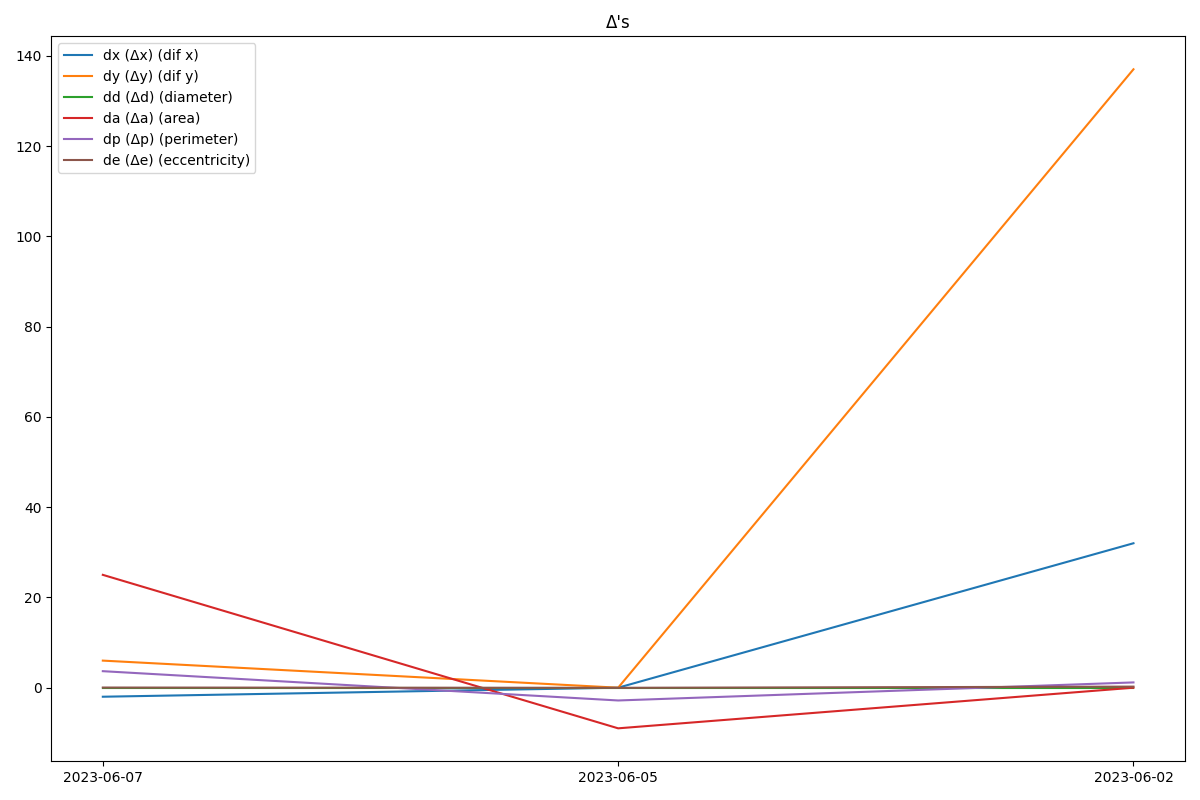 Δ's
dx (Δx) (dif x)
dy (Δy) (dif y)
dd (Δd) (diameter)
da (Δa) (area)
dp (Δp) (perimeter)
de (Δe) (eccentricity)
140
120
100
80
60
40
20
0
2023-06-07 2023-06-05 2023-06-02